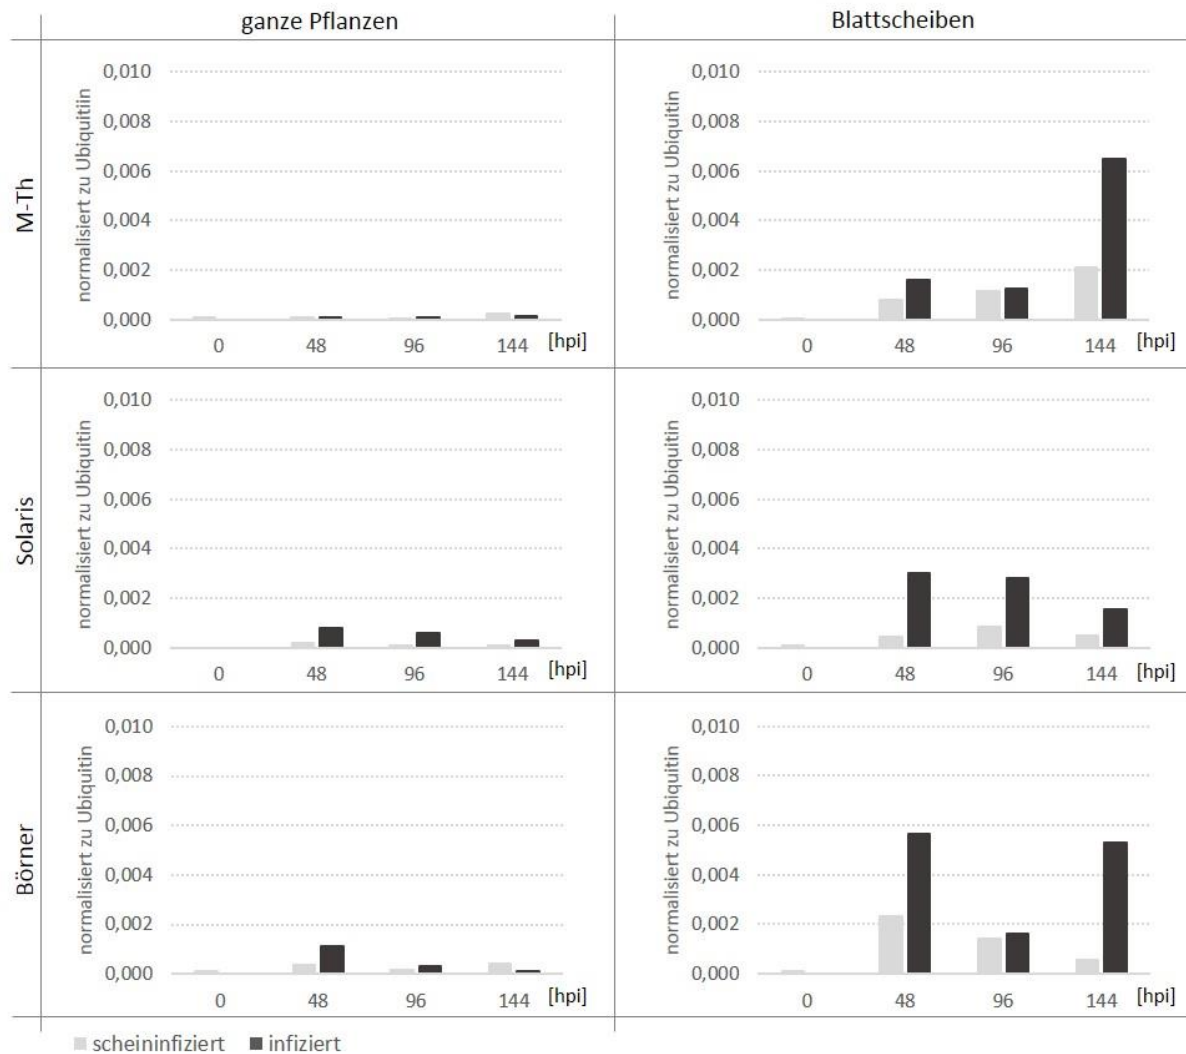 ganze Pflanzen
Blattscheiben
M-Th
normalisiert zu Ubiquitiin
0,010
0,008
0,006
0,004
0,002
0,000
0 48 96 144 [hpi]
normalisiert zu Ubiquitin
0,010
0,008
0,006
0,004
0,002
0,000
0 48 96 144 [hpi]
Solaris
normalisiert zu Ubiquitin
0,010
0,008
0,006
0,004
0,002
0,000
0 48 96 144 [hpi]
normalisiert zu Ubiquitin
0,010
0,008
0,006
0,004
0,002
0,000
0 48 96 144 [hpi]
Börner
normalisiert zu Ubiquitin
0,010
0,008
0,006
0,004
0,002
0,000
0 48 96 144 [hpi]
normalisiert zu Ubiquitin
0,010
0,008
0,006
0,004
0,002
0,000
0 48 96 144 [hpi]
scheininfiziert infiziert